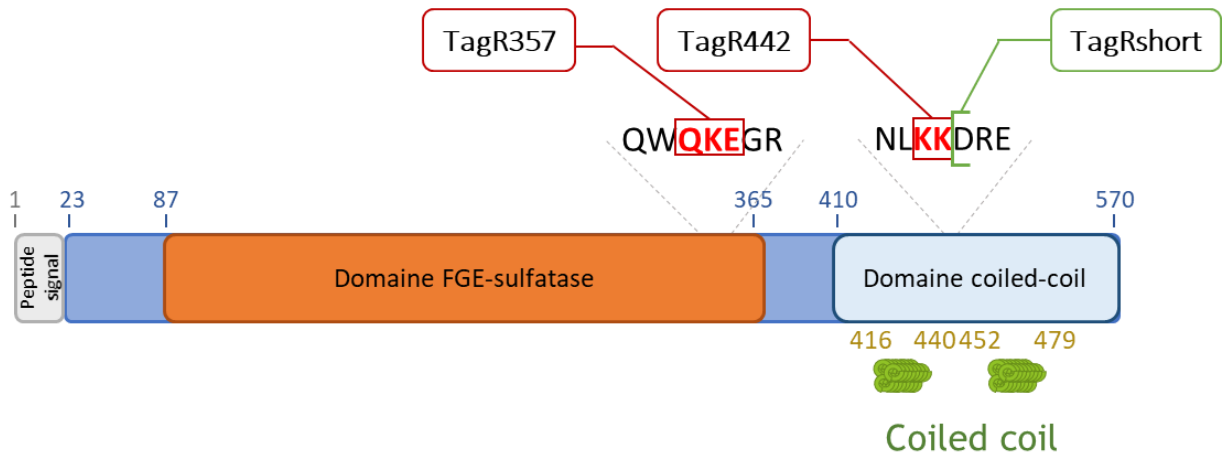 TagR357 TagR442 TagRshort
QWQKEGR NLKKDRE
1 23 87 365 410 570
Peptide
signal
Domaine FGE-sulfatase
Domaine coiled-coil
416 440 452 479
Coiled coil